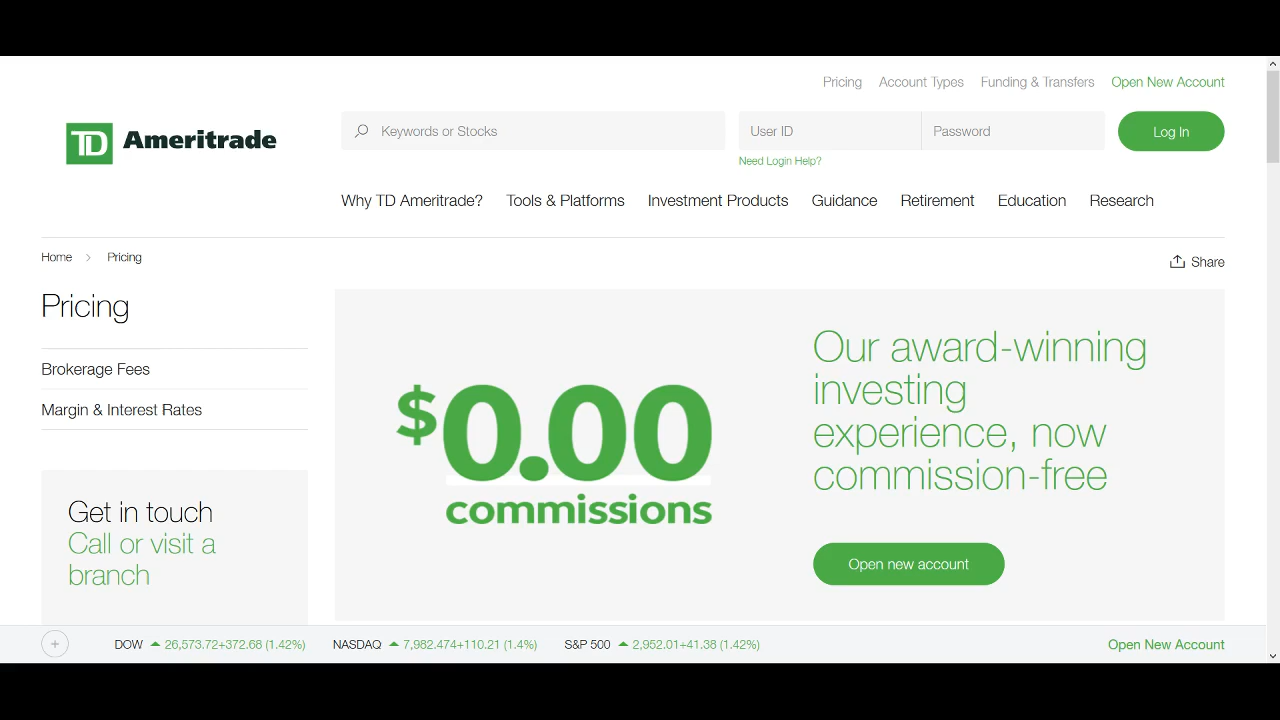 Pricing
Account Types
Funding & Transfers
Open New Account
TD Ameritrade
Keywords or Stocks
User ID
Password
Log In
Need Login Help?
Why TD Ameritrade?
Tools & Platforms
Investment Products
Guidance
Retirement
Education
Research
Home
Pricing
Share
Pricing
Brokerage Fees
Margin & Interest Rates
Get in touch
Call or visit a
branch
$0.00
commissions
Our award-winning
investing
experience, now
commission-free
Open new account
DOW 26,573.72+372.68 (1.42%)
NASDAQ 7,982.474+110.21 (1.4%)
S&P 500 2,952.01+41.38 (1.42%)
Open New Account